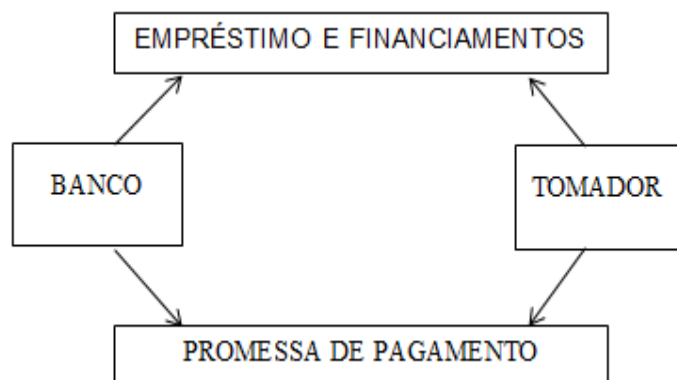 EMPRÉSTIMO E FINANCIAMENTOS
BANCO
TOMADOR
PROMESSA DE PAGAMENTO